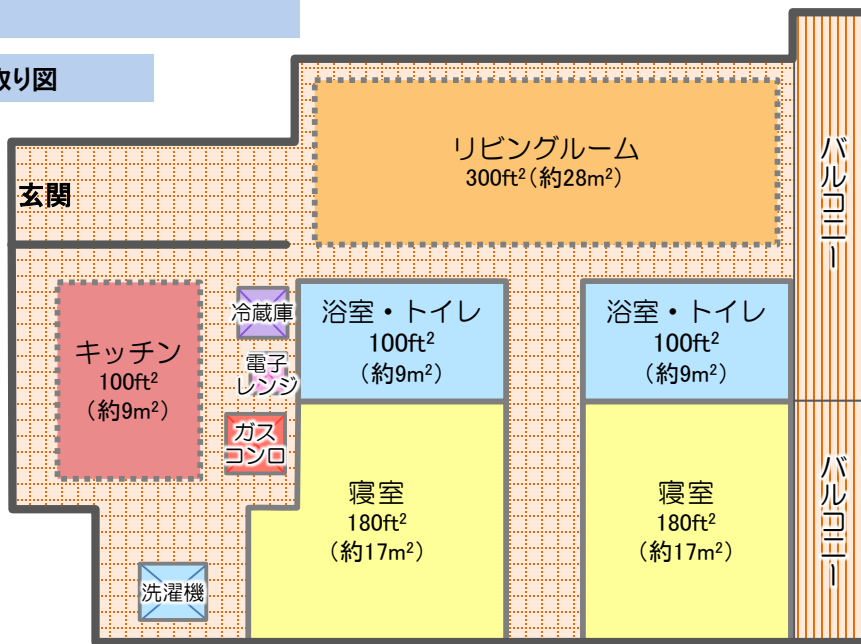 取り図
玄関
リビングルーム
300ft²(約28m²)
バルコニー
キッチン
100ft²
(約9m²)
冷蔵庫
電子
レンジ
ガス
コンロ
浴室・トイレ
100ft²
(約9m²)
浴室・トイレ
100ft²
(約9m²)
寝室
180ft²
(約17m²)
寝室
180ft²
(約17m²)
バルコニー
洗濯機